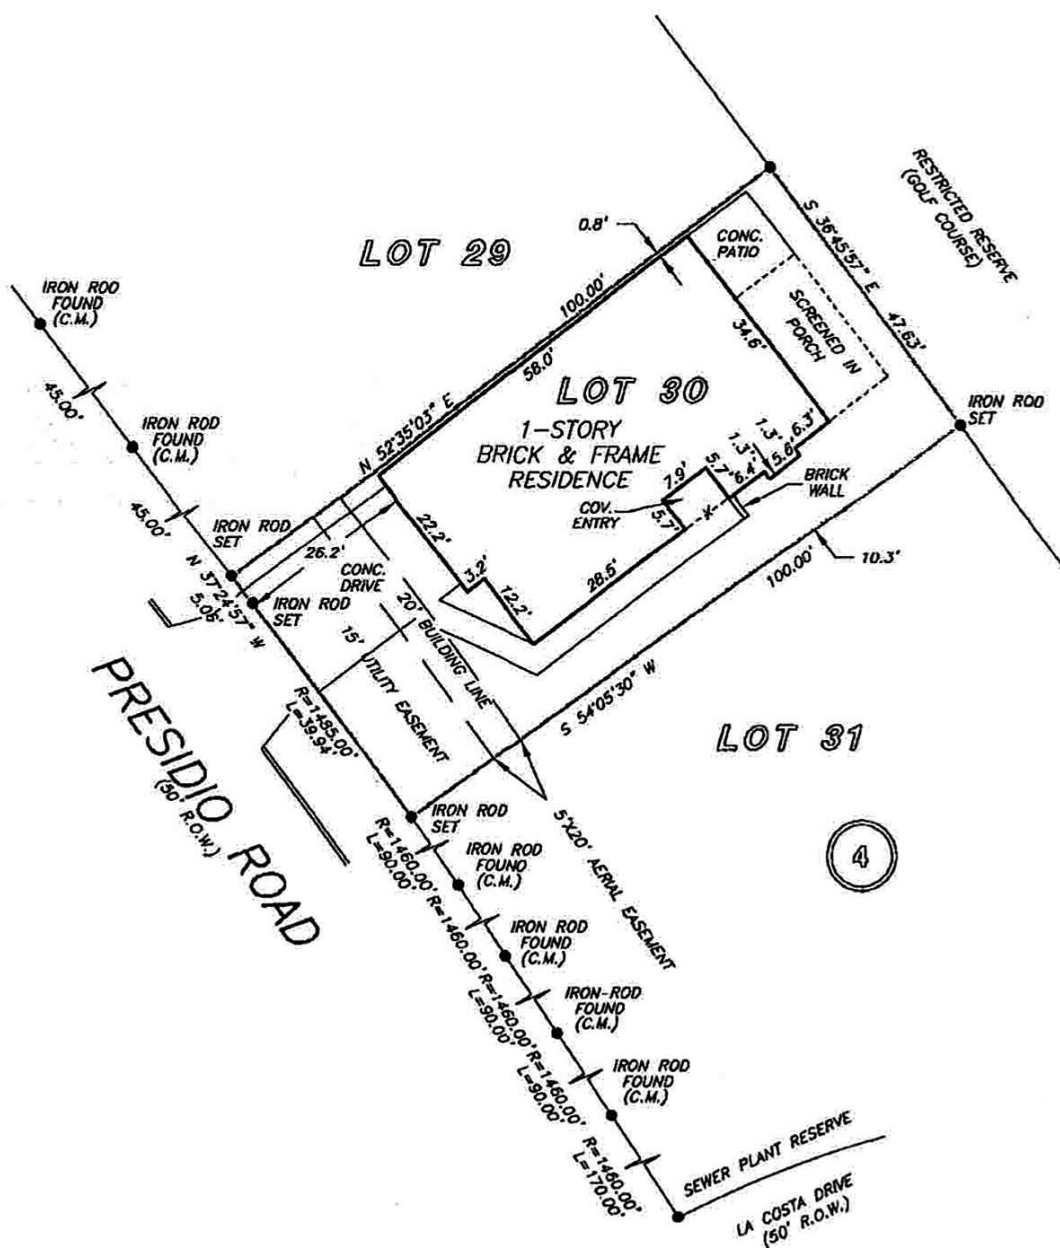 RESTRICTED RESERVE
(GOLF COURSE)
S 36°45'57" E
47.63'
0.8'
CONC.
PATIO
LOT 29
100.00'
IRON ROD
FOUND
(C.M.)
SCREENED IN
PORCH
34.6'
58.0'
LOT 30
45.00'
IRON ROD
FOUND
(C.M.)
N 52°35'03" E
1-STORY
BRICK & FRAME
RESIDENCE
IRON ROD
SET
1.3'
6.3'
1.3'
5.6'
5.7'
6.4'
7.9'
BRICK
WALL
COV.
ENTRY
5.7'
45.00'
IRON ROD
SET
26.2'
22.2'
CONC.
DRIVE
3.2'
12.2'
28.6'
100.00'
10.3'
N 37°24'57" W
5.06'
IRON ROD
SET
20' BUILDING LINE
15' UTILITY EASEMENT
S 54°05'30" W
PRESIDIO ROAD
(50' R.O.W.)
R=1485.00'
L=39.94'
LOT 31
IRON ROD
SET
5'X20' AERIAL EASEMENT
4
R=1460.00'
L=90.00'
IRON ROD
FOUND
(C.M.)
R=1460.00'
IRON ROD
FOUND
(C.M.)
R=1460.00'
L=90.00'
IRON-ROD
FOUND
(C.M.)
R=1460.00'
L=90.00'
IRON ROD
FOUND
(C.M.)
R=1460.00'
L=170.00'
SEWER PLANT RESERVE
LA COSTA DRIVE
(50' R.O.W.)